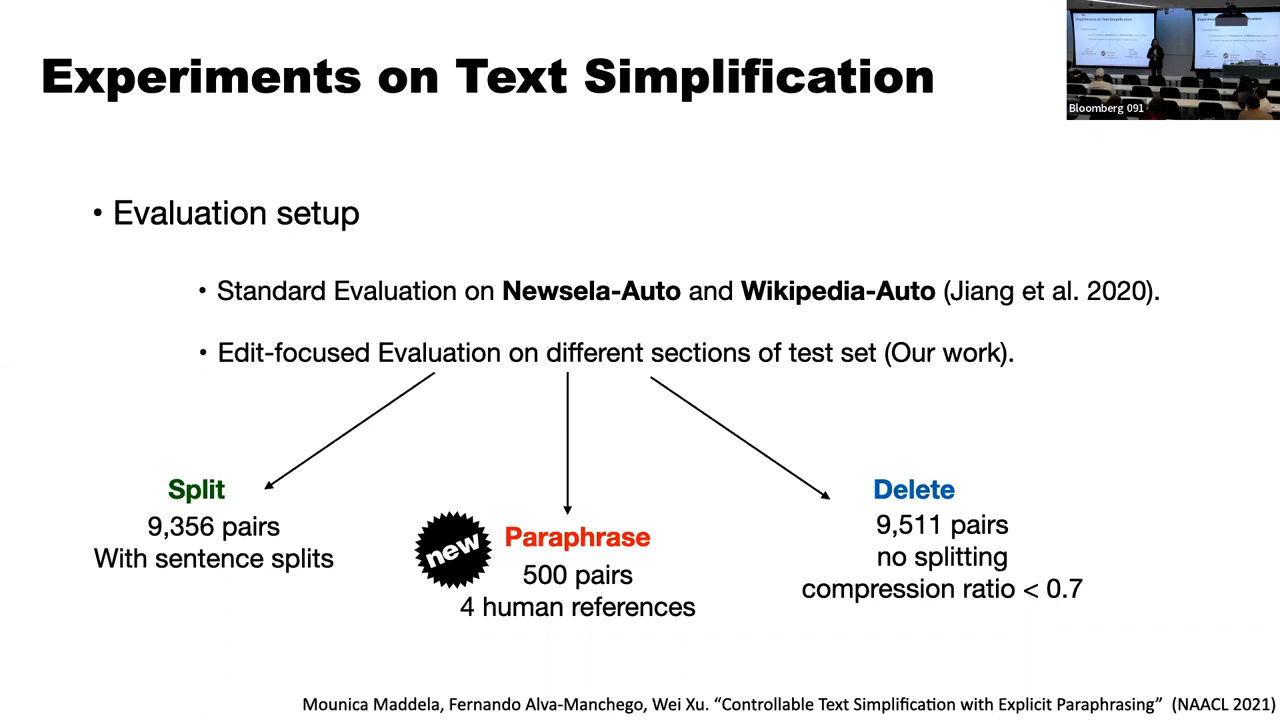 Experiments on Text Simplification
Bloomberg 091
• Evaluation setup
• Standard Evaluation on Newsela-Auto and Wikipedia-Auto (Jiang et al. 2020).
• Edit-focused Evaluation on different sections of test set (Our work).
Split
9,356 pairs
With sentence splits
new
Paraphrase
500 pairs
4 human references
Delete
9,511 pairs
no splitting
compression ratio < 0.7
Mounica Maddela, Fernando Alva-Manchego, Wei Xu. “Controllable Text Simplification with Explicit Paraphrasing” (NAACL 2021)